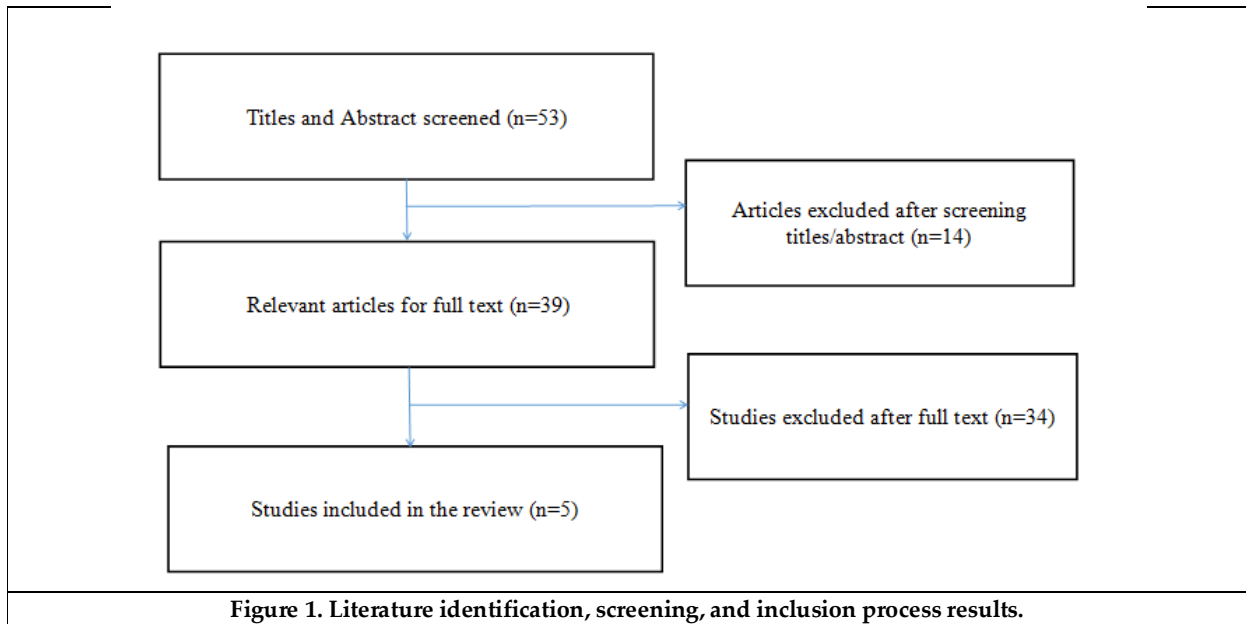 Titles and Abstract screened (n=53)
Articles excluded after screening
titles/abstract (n=14)
Relevant articles for full text (n=39)
Studies excluded after full text (n=34)
Studies included in the review (n=5)
Figure 1. Literature identification, screening, and inclusion process results.